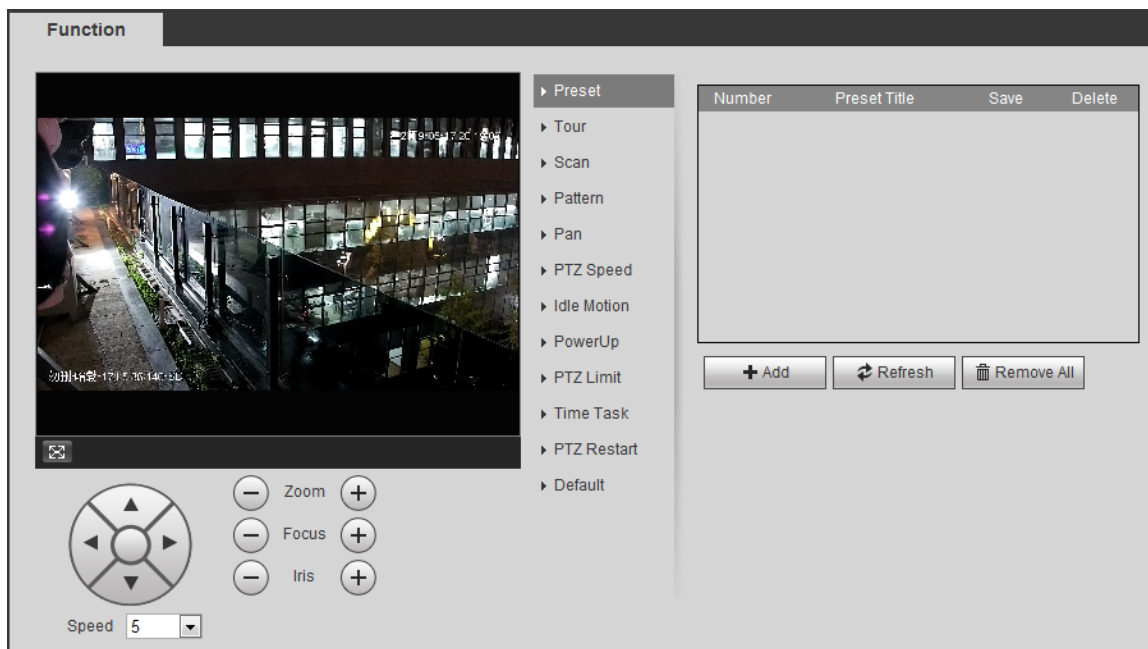 Function
Preset
Tour
Scan
Pattern
Pan
PTZ Speed
Idle Motion
PowerUp
PTZ Limit
Time Task
PTZ Restart
Default
Number Preset Title Save Delete
Add Refresh Remove All
Zoom
Focus
Iris
Speed 5